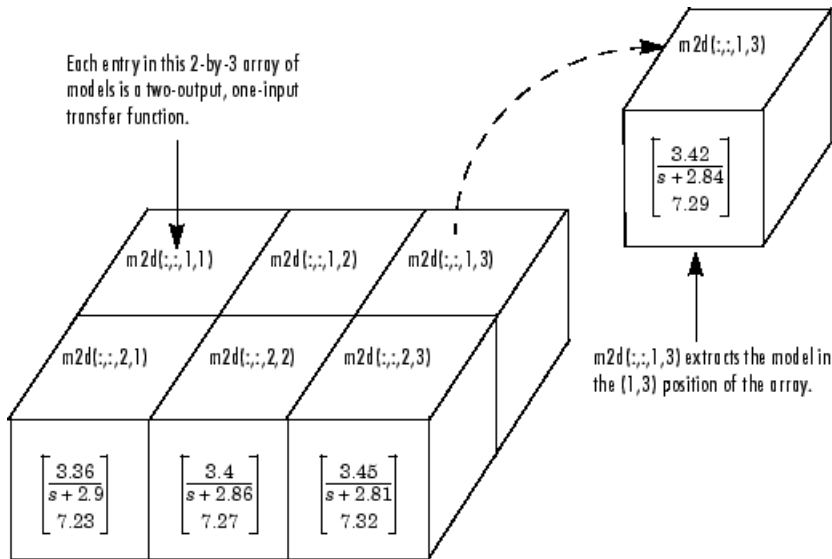 Each entry in this 2-by-3 array of
models is a two-output, one-input
transfer function.
m2d(:,:,1,3)
3.42
s + 2.84
7.29
m2d(:,:,1,1)
m2d(:,:,1,2)
m2d(:,:,1,3)
m2d(:,:,2,1)
m2d(:,:,2,2)
m2d(:,:,2,3)
m2d(:,:,1,3) extracts the model in
the (1,3) position of the array.
3.36
s + 2.9
7.23
3.4
s + 2.86
7.27
3.45
s + 2.81
7.32